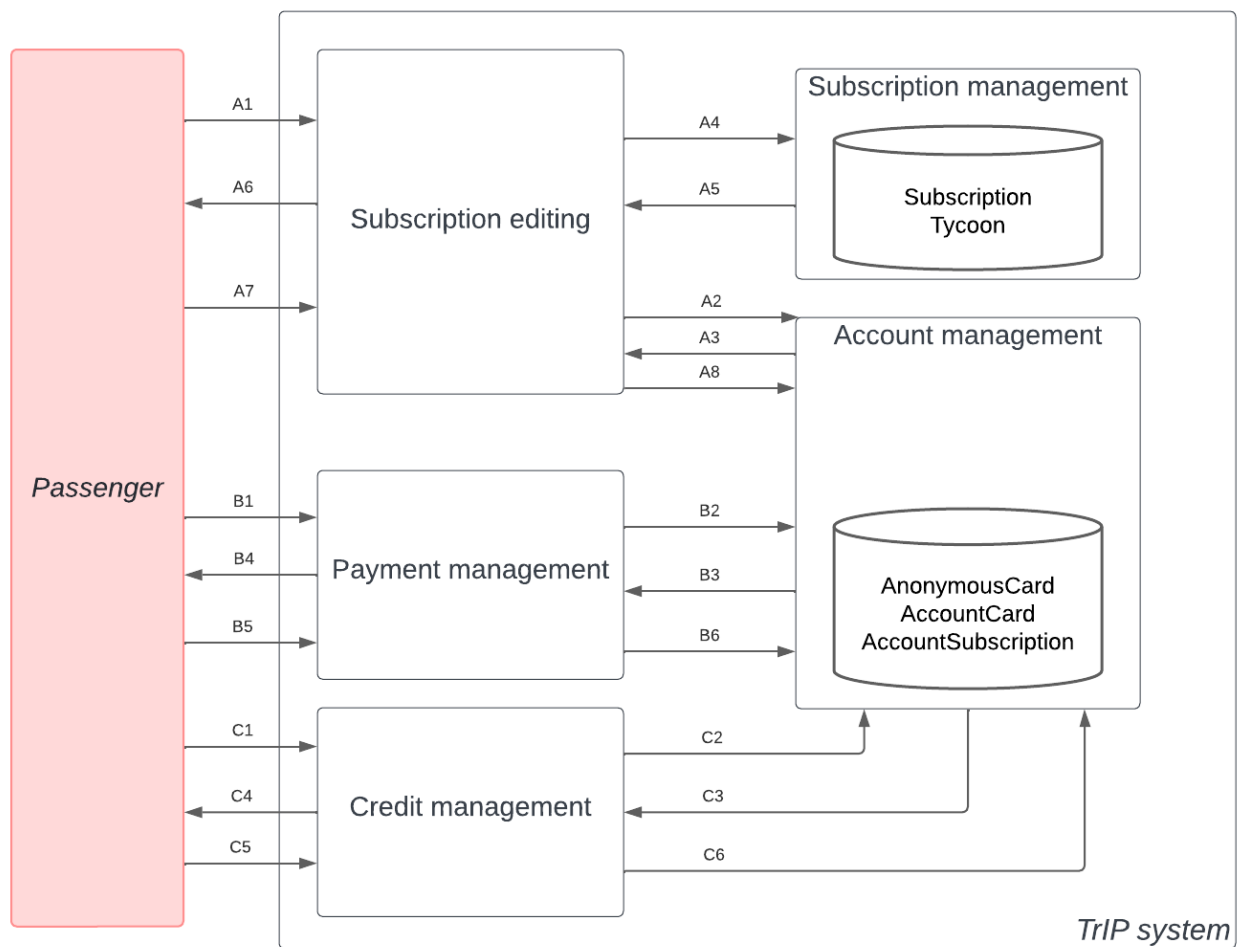 Subscription management
A1
A4
A6
A5
Subscription
Tycoon
Subscription editing
A7
A2
A3
A8
Account management
Passenger
B1
B2
B4
Payment management
B3
B5
B6
AnonymousCard
AccountCard
AccountSubscription
C1
C2
C4
Credit management
C3
C5
C6
TrIP system